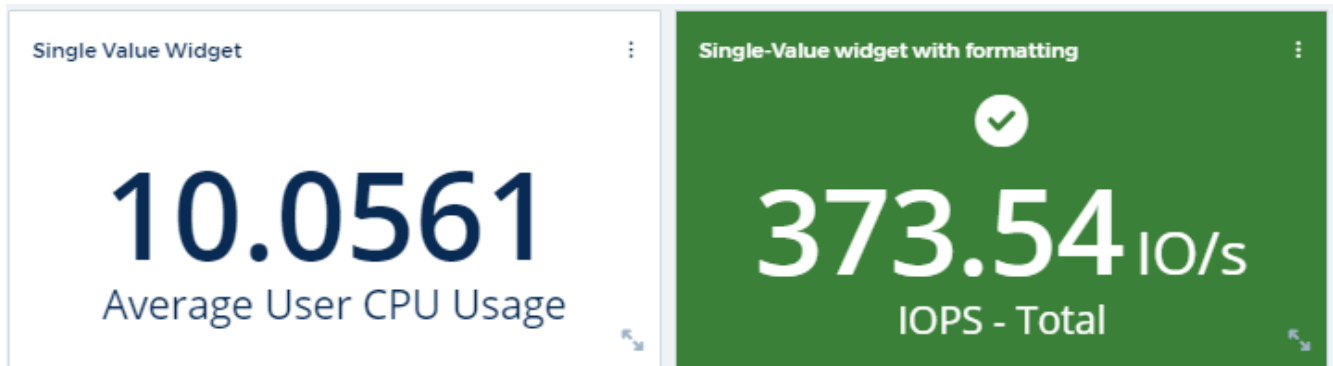 Single Value Widget
10.0561
Average User CPU Usage
Single-Value widget with formatting
373.54 IO/s
IOPS - Total